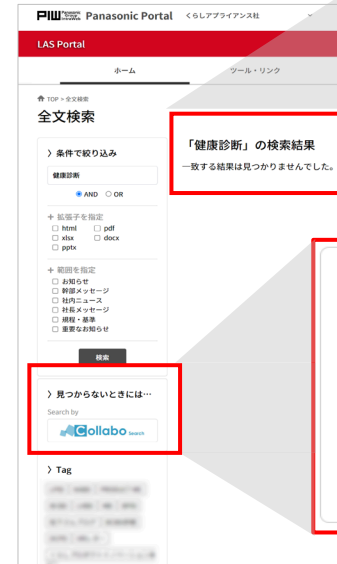 PIW Panasonic Portal くらしアプライアンス社
LAS Portal
ホーム ツール・リンク
TOP > 全文検索
全文検索
〉条件で絞り込み
健康診断
AND OR
+ 拡張子を指定
html pdf
xlsx docx
pptx
+ 範囲を指定
お知らせ
幹部メッセージ
社内ニュース
社長メッセージ
規程・基準
重要なお知らせ
検索
「健康診断」の検索結果
一致する結果は見つかりませんでした。
〉見つからないときには…
Search by
Collabo Search
〉Tag